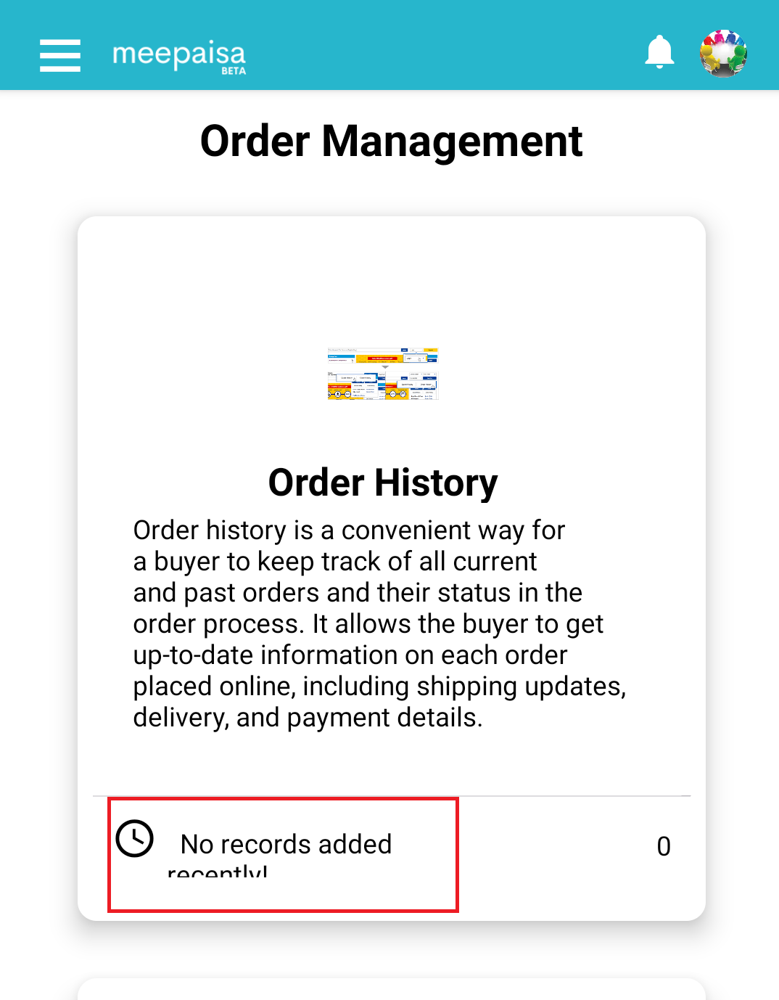 meepaisa
BETA
Order Management
Order History
Order history is a convenient way for
a buyer to keep track of all current
and past orders and their status in the
order process. It allows the buyer to get
up-to-date information on each order
placed online, including shipping updates,
delivery, and payment details.
No records added
recently!
0